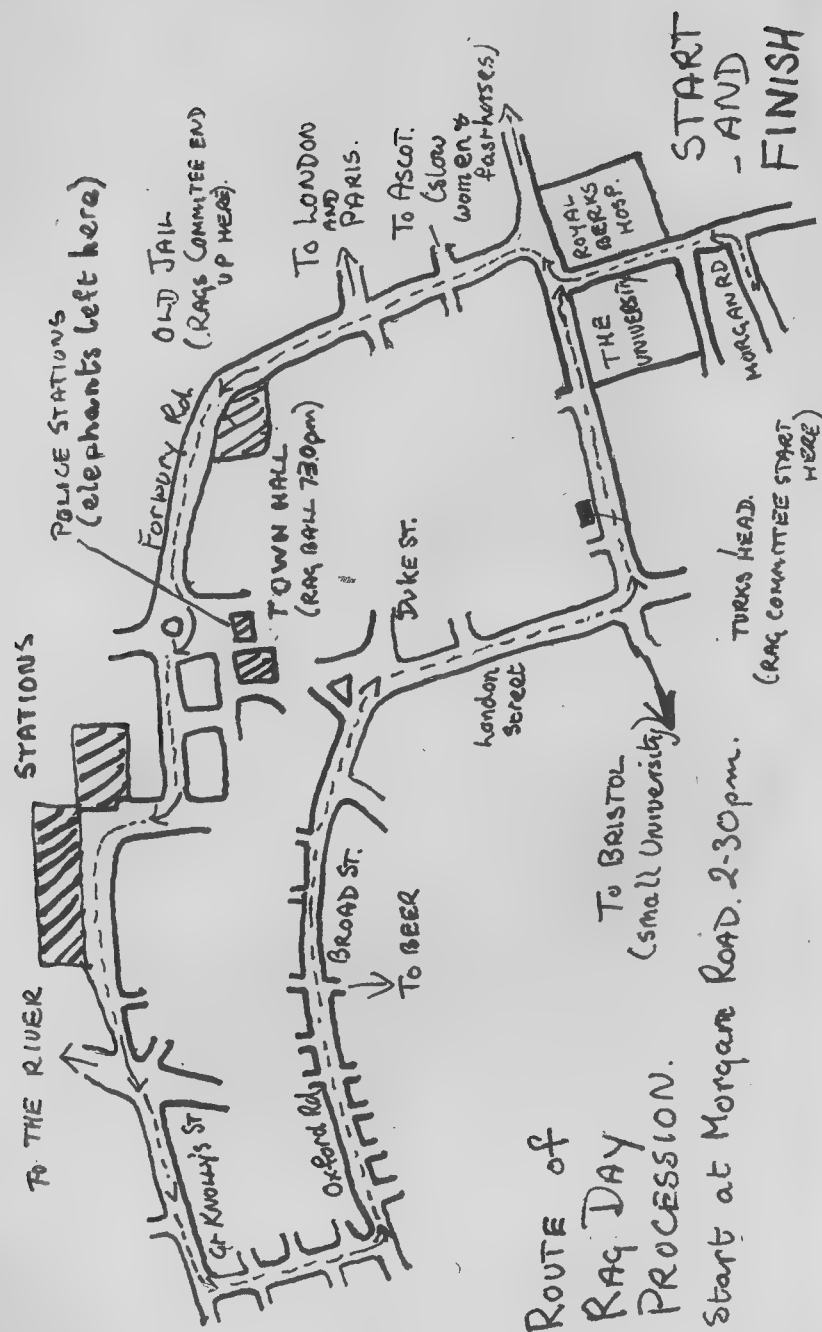 ROUTE of
RAG DAY
PROCESSION.
Start at Morgan ROAD. 2-30pm.
To THE RIVER
STATIONS
POLICE STATIONS
(elephants left here)
OLD JAIL
(RAGS COMMITEE END
UP HERE).
Forbury Rd.
To LONDON
AND
PARIS.
To ASCOT.
(Slow
women &
fast horses)
TOWN HALL
(RAG BALL 7.30pm)
Gt KNOLLY'S ST
Oxford Rd
BROAD ST.
To BEER
DUKE ST.
London
Street
To BRISTOL
(small University)
TURKS HEAD.
(RAG COMMITTEE START
HERE)
THE
UNIVERSITY
ROYAL
BERKS
HOSP.
MORGAN RD
START
- AND
FINISH